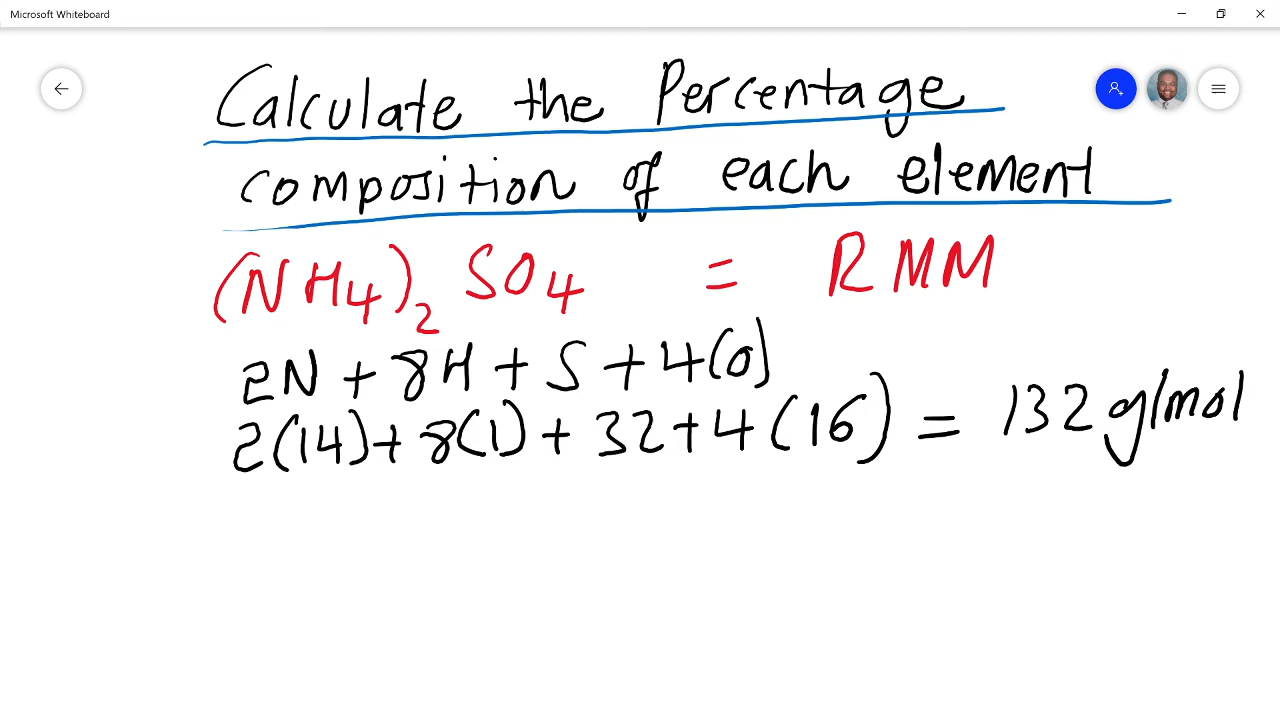 Microsoft Whiteboard
Calculate the Percentage
composition of each element
(NH4)2 SO4 = RMM
2N + 8H + S + 4(O)
2(14) + 8(1) + 32 + 4(16) = 132 g/mol